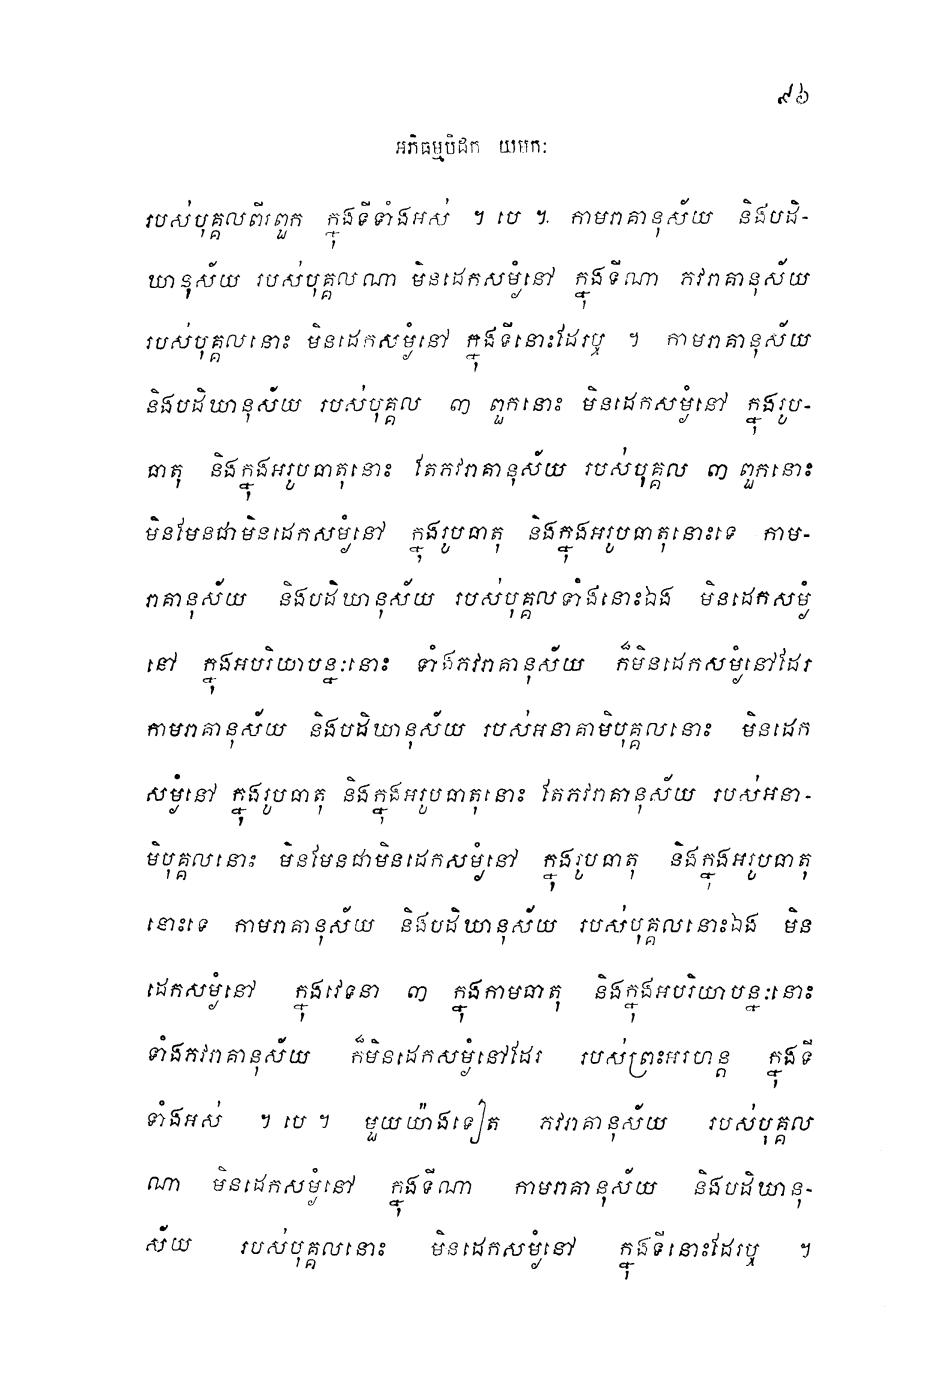 ៩៦
អភិធម្មបិដក យមកៈ
របស់បុគ្គលពីរពួក ក្នុងទីទាំងអស់ ។ បេ ។ កាមរាគានុស័យ និងបដិ-
ឃានុស័យ របស់បុគ្គលណា មិនដេកសម្ងំនៅ ក្នុងទីណា ភវរាគានុស័យ
របស់បុគ្គលនោះ មិនដេកសម្ងំនៅ ក្នុងទីនោះដែរឬ ។ កាមរាគានុស័យ
និងបដិឃានុស័យ របស់បុគ្គល ៣ ពួកនោះ មិនដេកសម្ងំនៅ ក្នុងរូប-
ធាតុ និងក្នុងអរូបធាតុនោះ តែភវរាគានុស័យ របស់បុគ្គល ៣ ពួកនោះ
មិនមែនជាមិនដេកសម្ងំនៅ ក្នុងរូបធាតុ និងក្នុងអរូបធាតុនោះទេ កាម-
រាគានុស័យ និងបដិឃានុស័យ របស់បុគ្គលទាំងនោះឯង មិនដេកសម្ងំ
នៅ ក្នុងអបរិយាបន្នៈនោះ ទាំងភវរាគានុស័យ ក៏មិនដេកសម្ងំនៅដែរ
កាមរាគានុស័យ និងបដិឃានុស័យ របស់អនាគាមិបុគ្គលនោះ មិនដេក
សម្ងំនៅ ក្នុងរូបធាតុ និងក្នុងអរូបធាតុនោះ តែភវរាគានុស័យ របស់អនា-
មិបុគ្គលនោះ មិនមែនជាមិនដេកសម្ងំនៅ ក្នុងរូបធាតុ និងក្នុងអរូបធាតុ
នោះទេ កាមរាគានុស័យ និងបដិឃានុស័យ របស់បុគ្គលនោះឯង មិន
ដេកសម្ងំនៅ ក្នុងវេទនា ៣ ក្នុងកាមធាតុ និងក្នុងអបរិយាបន្នៈនោះ
ទាំងភវរាគានុស័យ ក៏មិនដេកសម្ងំនៅដែរ របស់ព្រះអរហន្ត ក្នុងទី
ទាំងអស់ ។ បេ ។ មួយយ៉ាងទៀត ភវរាគានុស័យ របស់បុគ្គល
ណា មិនដេកសម្ងំនៅ ក្នុងទីណា កាមរាគានុស័យ និងបដិឃានុ-
ស័យ របស់បុគ្គលនោះ មិនដេកសម្ងំនៅ ក្នុងទីនោះដែរឬ ។